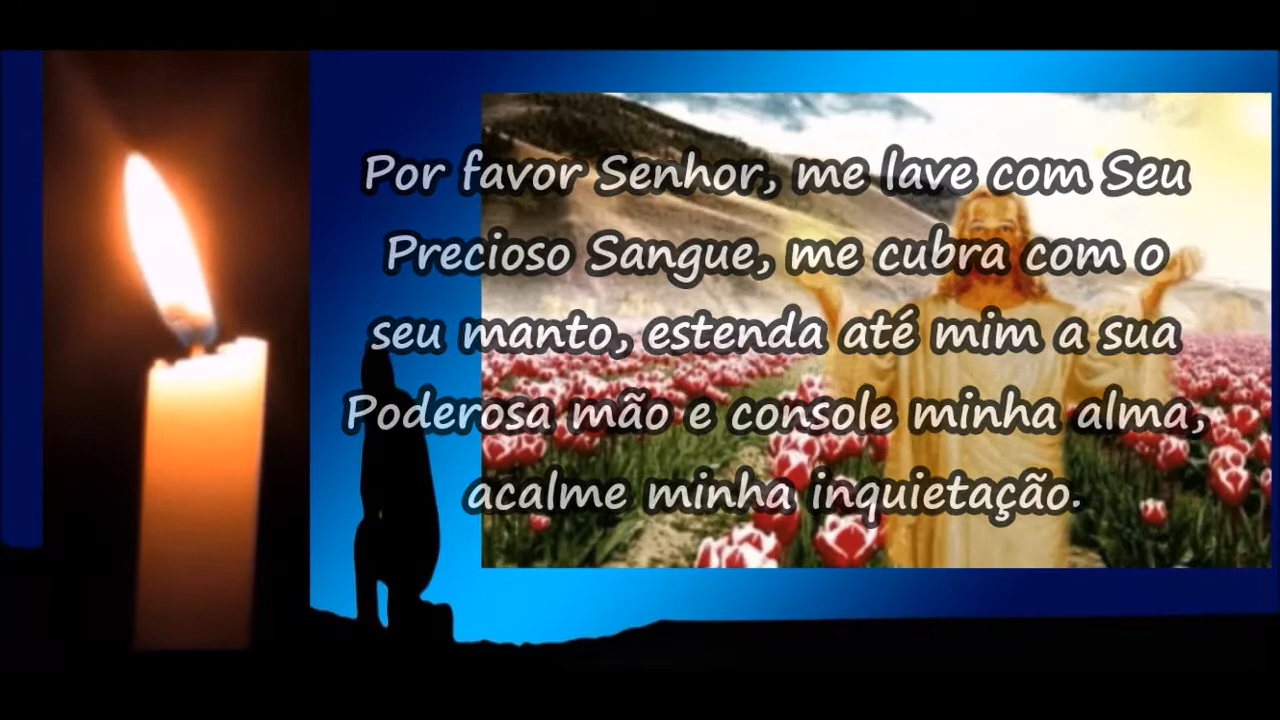 Por favor Senhor, me lave com Seu
Precioso Sangue, me cubra com o
seu manto, estenda até mim a sua
Poderosa mão e console minha alma,
acalme minha inquietação.